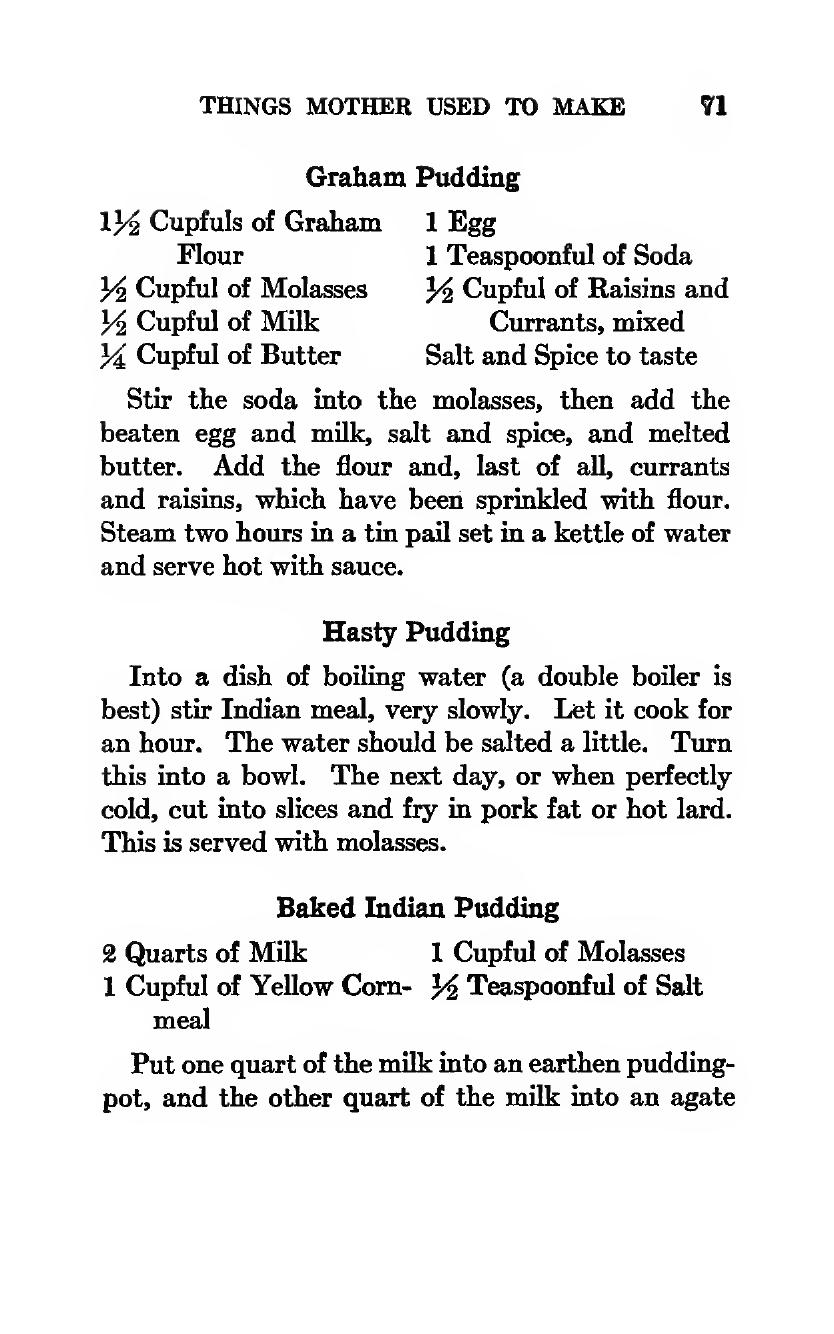 THINGS MOTHER USED TO MAKE 71
Graham Pudding
1½ Cupfuls of Graham
Flour
½ Cupful of Molasses
½ Cupful of Milk
¼ Cupful of Butter
1 Egg
1 Teaspoonful of Soda
½ Cupful of Raisins and
Currants, mixed
Salt and Spice to taste
Stir the soda into the molasses, then add the
beaten egg and milk, salt and spice, and melted
butter. Add the flour and, last of all, currants
and raisins, which have been sprinkled with flour.
Steam two hours in a tin pail set in a kettle of water
and serve hot with sauce.
Hasty Pudding
Into a dish of boiling water (a double boiler is
best) stir Indian meal, very slowly. Let it cook for
an hour. The water should be salted a little. Turn
this into a bowl. The next day, or when perfectly
cold, cut into slices and fry in pork fat or hot lard.
This is served with molasses.
Baked Indian Pudding
2 Quarts of Milk
1 Cupful of Yellow Corn-
meal
1 Cupful of Molasses
½ Teaspoonful of Salt
Put one quart of the milk into an earthen pudding-
pot, and the other quart of the milk into an agate